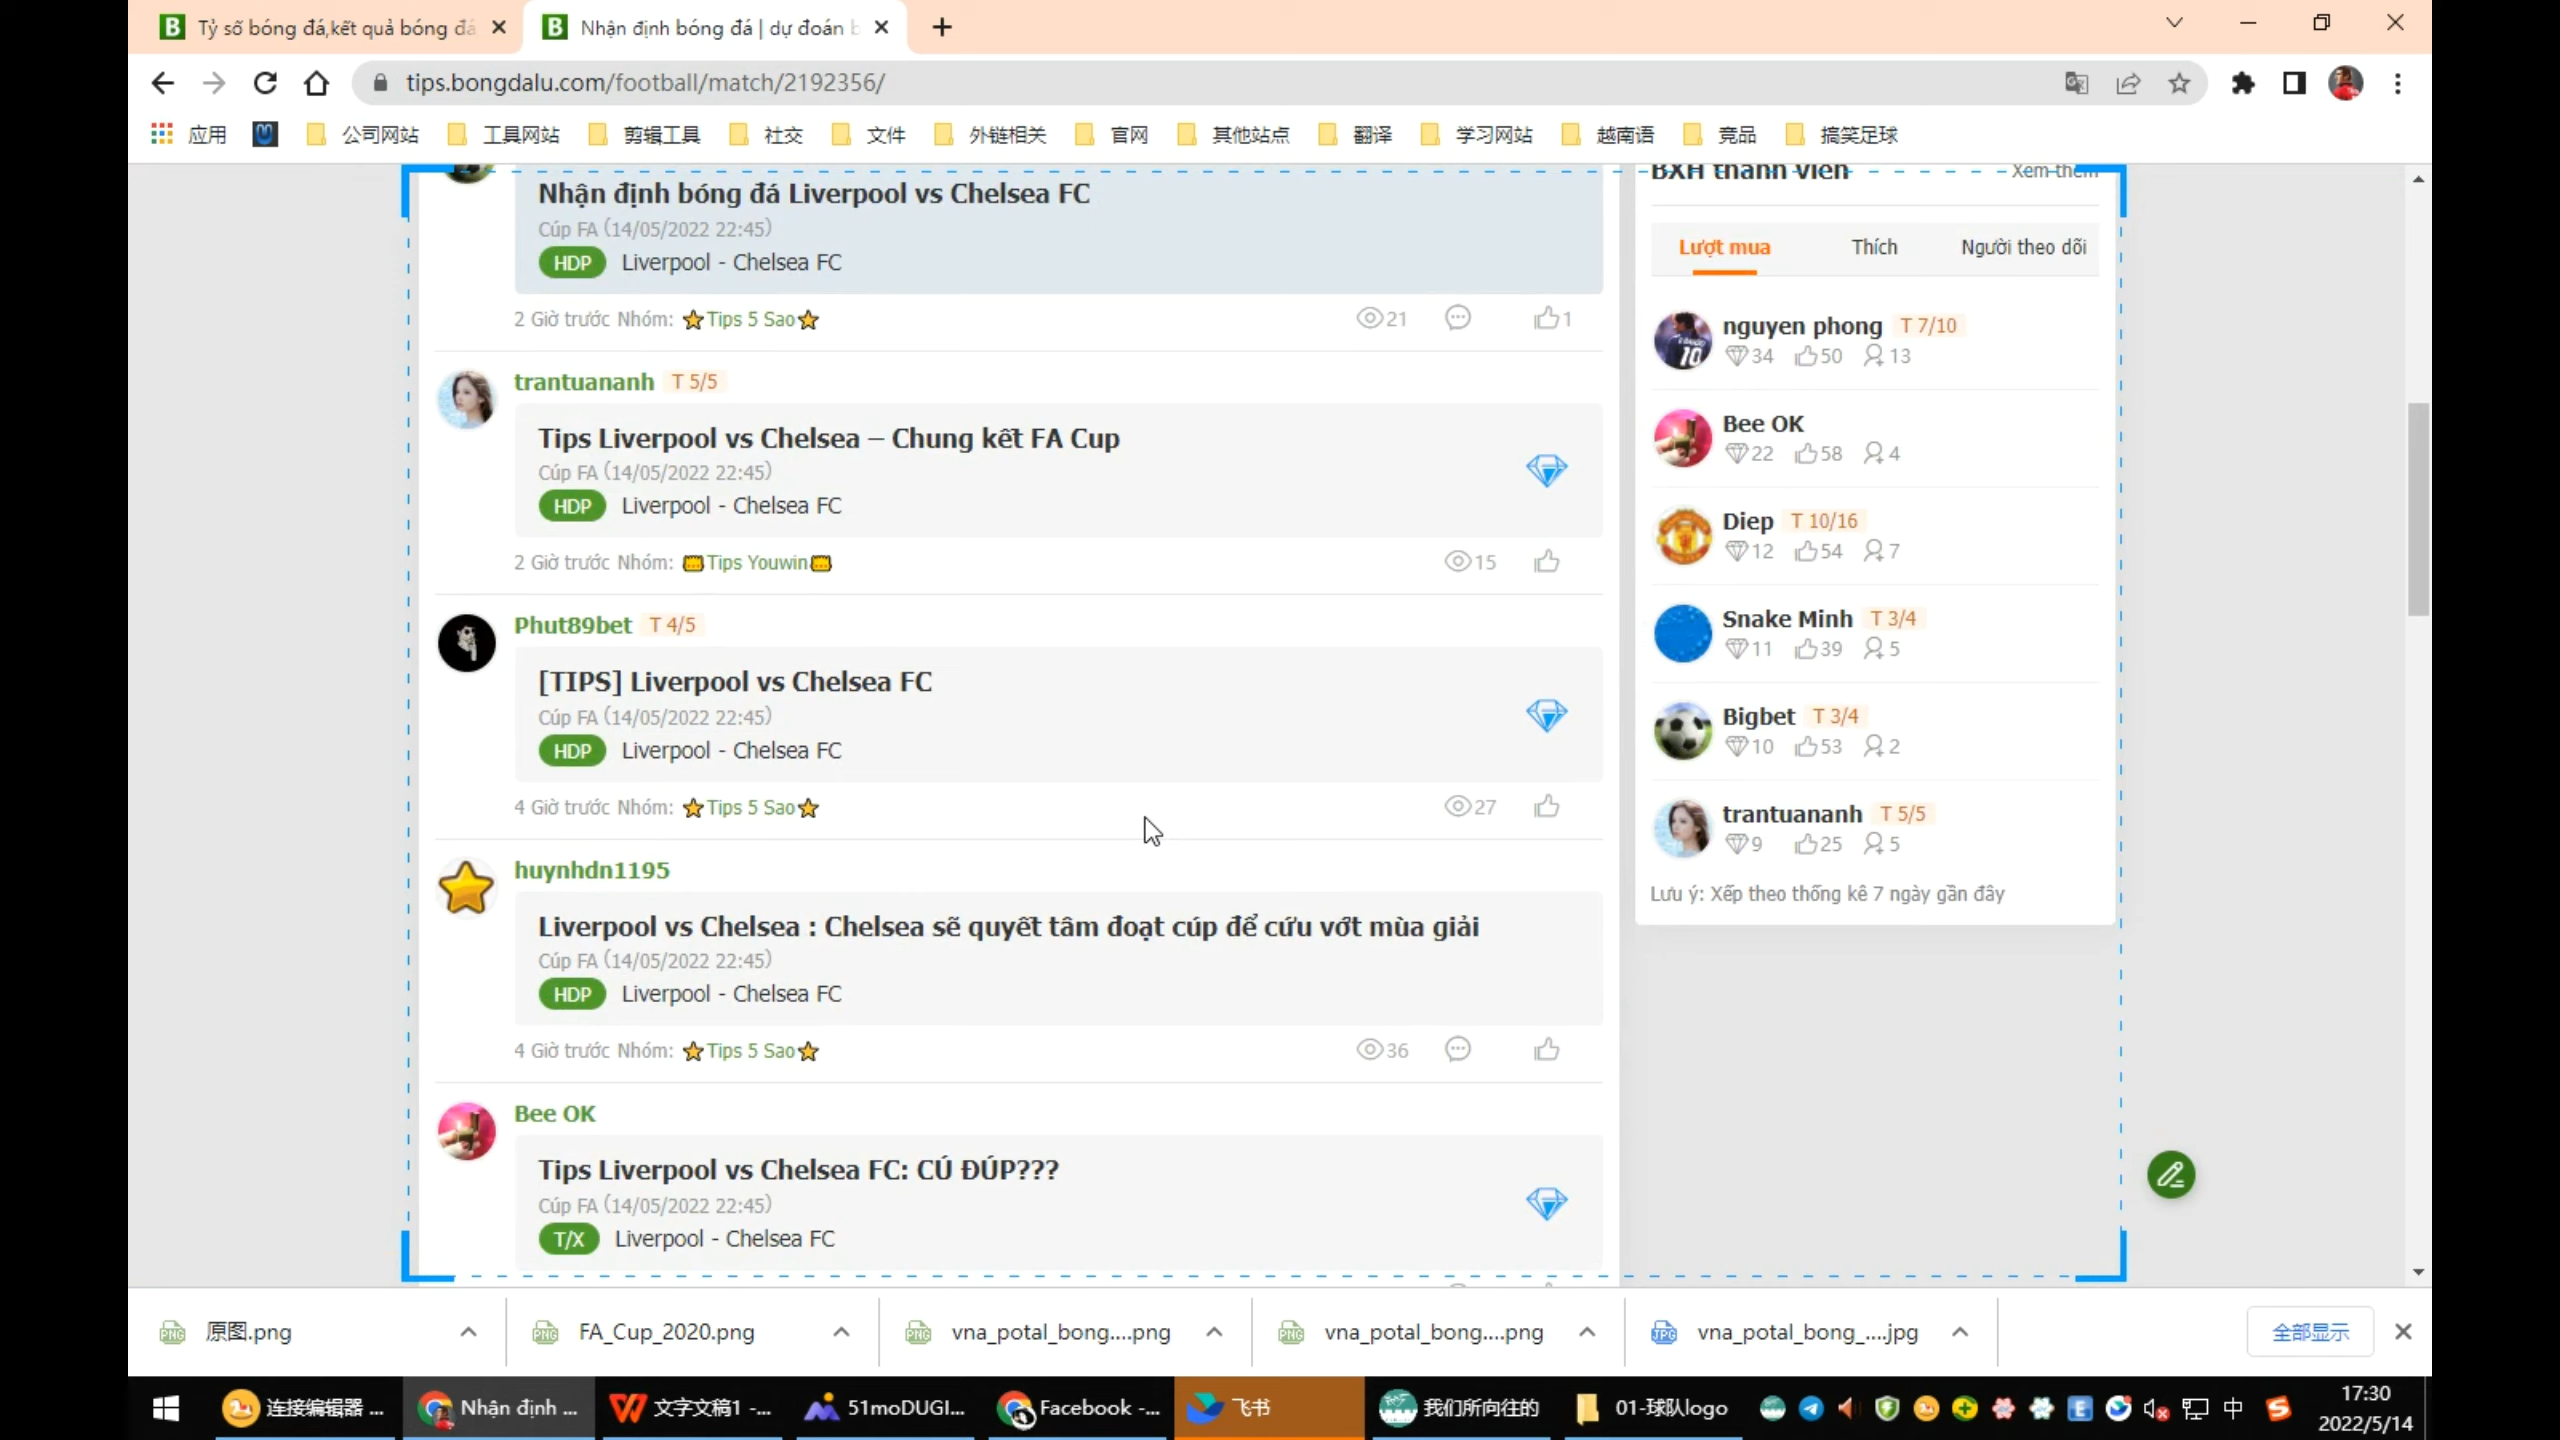 Tỷ số bóng đá,kết quả bóng đá
Nhận định bóng đá | dự đoán b
tips.bongdalu.com/football/match/2192356/
应用
公司网站
工具网站
剪辑工具
社交
文件
外链相关
官网
其他站点
翻译
学习网站
越南语
竞品
搞笑足球
Nhận định bóng đá Liverpool vs Chelsea FC
Cúp FA (14/05/2022 22:45)
HDP Liverpool - Chelsea FC
2 Giờ trước Nhóm: ⭐Tips 5 Sao⭐ 21 1
trantuananh T 5/5
Tips Liverpool vs Chelsea – Chung kết FA Cup
Cúp FA (14/05/2022 22:45)
HDP Liverpool - Chelsea FC
2 Giờ trước Nhóm: Tips Youwin 15
Phut89bet T 4/5
[TIPS] Liverpool vs Chelsea FC
Cúp FA (14/05/2022 22:45)
HDP Liverpool - Chelsea FC
4 Giờ trước Nhóm: ⭐Tips 5 Sao⭐ 27
huynhdn1195
Liverpool vs Chelsea : Chelsea sẽ quyết tâm đoạt cúp để cứu vớt mùa giải
Cúp FA (14/05/2022 22:45)
HDP Liverpool - Chelsea FC
4 Giờ trước Nhóm: ⭐Tips 5 Sao⭐ 36
Bee OK
Tips Liverpool vs Chelsea FC: CÚ ĐÚP???
Cúp FA (14/05/2022 22:45)
T/X Liverpool - Chelsea FC
BXH thành viên Xem thêm
Lượt mua Thích Người theo dõi
nguyen phong T 7/10
34 50 13
Bee OK
22 58 4
Diep T 10/16
12 54 7
Snake Minh T 3/4
11 39 5
Bigbet T 3/4
10 53 2
trantuananh T 5/5
9 25 5
Lưu ý: Xếp theo thống kê 7 ngày gần đây
原图.png
FA_Cup_2020.png
vna_potal_bong....png
vna_potal_bong....png
vna_potal_bong_....jpg
全部显示
连接编辑器 ...
Nhận định ...
文字文稿1 -...
51moDUGI...
Facebook -...
飞书
我们所向往的
01-球队logo
中
17:30
2022/5/14